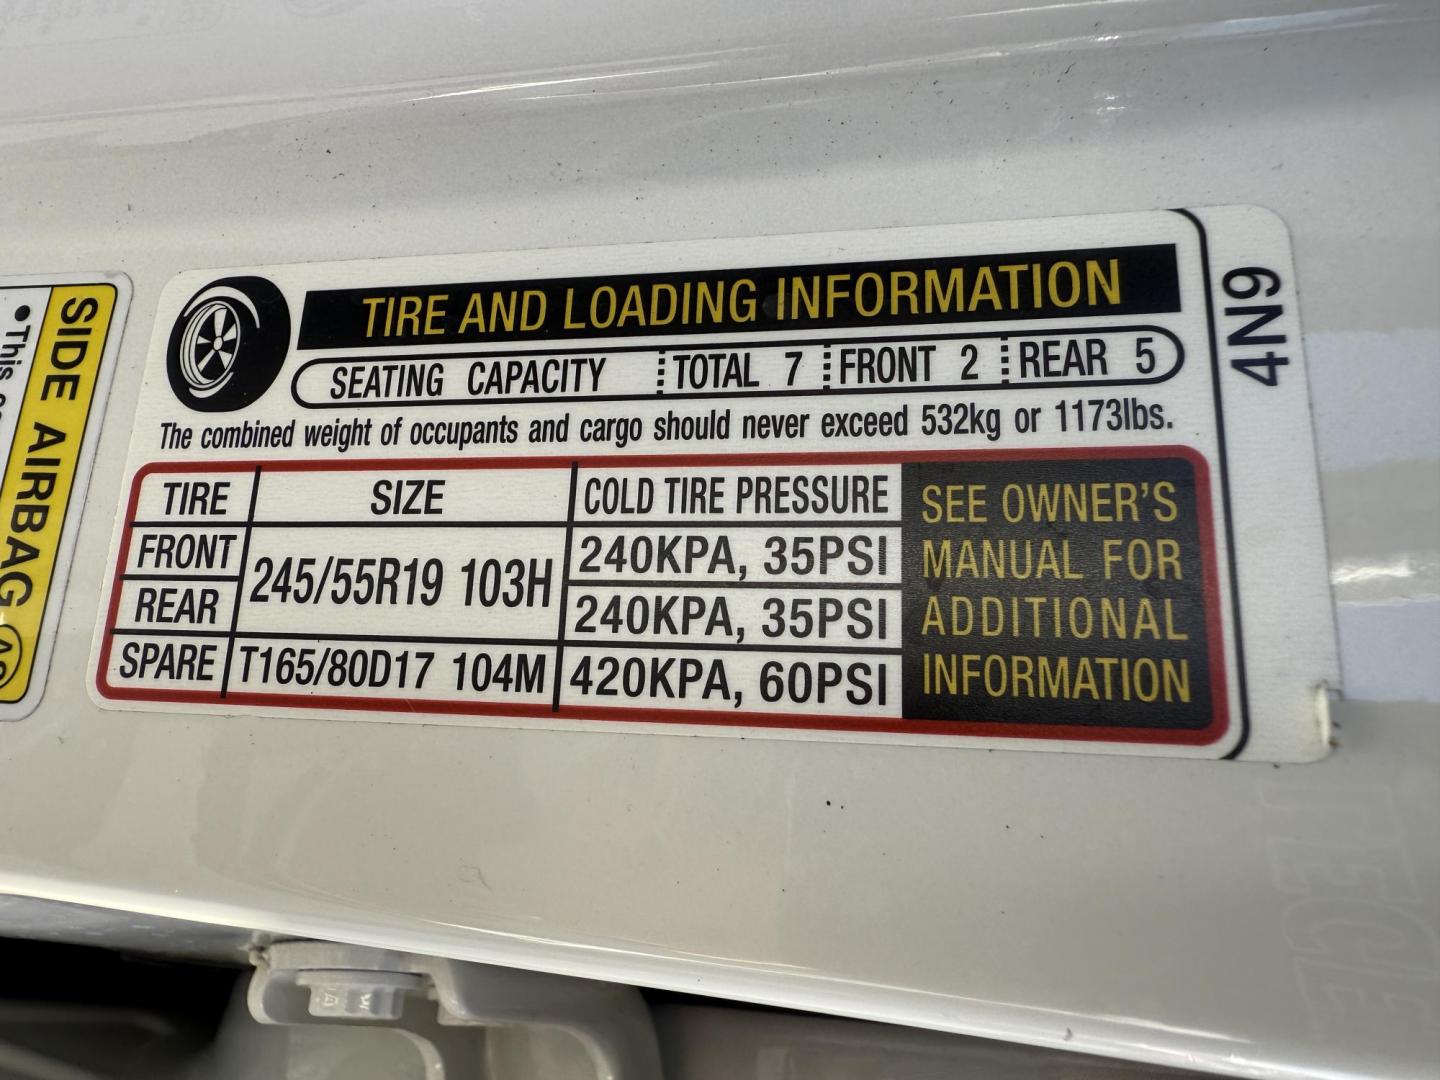 TIRE AND LOADING INFORMATION
SEATING CAPACITY TOTAL 7 FRONT 2 REAR 5
The combined weight of occupants and cargo should never exceed 532kg or 1173lbs.
TIRE SIZE COLD TIRE PRESSURE
FRONT 245/55R19 103H 240KPA, 35PSI
REAR 240KPA, 35PSI
SPARE T165/80D17 104M 420KPA, 60PSI
SEE OWNER'S
MANUAL FOR
ADDITIONAL
INFORMATION
4N9
SIDE AIRBAG
• This